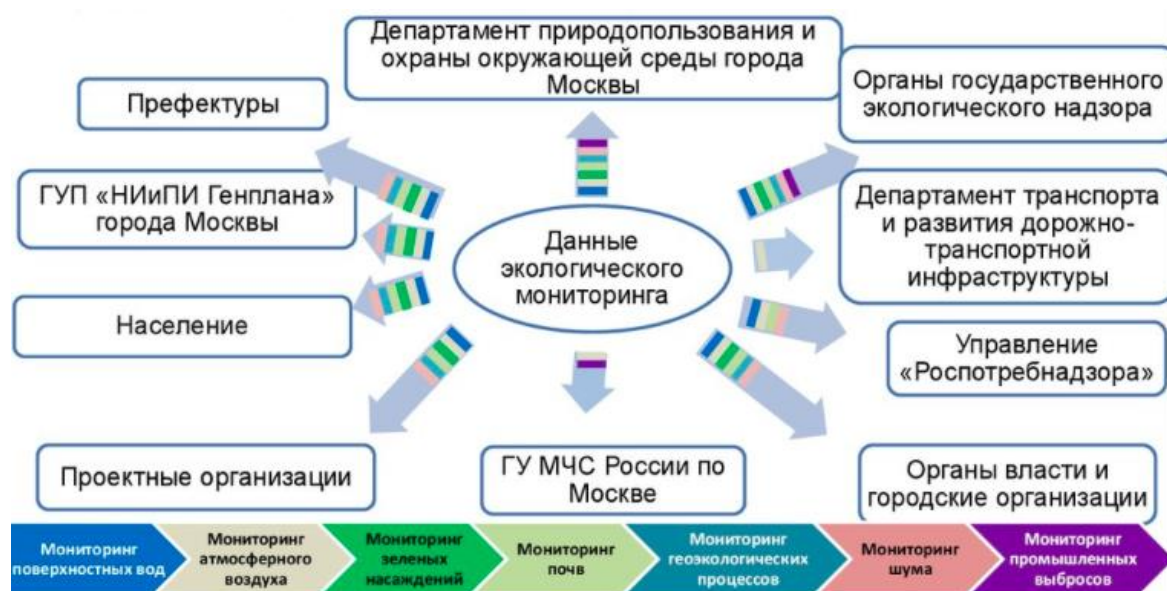 Департамент природопользования и
охраны окружающей среды города
Москвы
Органы государственного
экологического надзора
Префектуры
ГУП «НИиПИ Генплана»
города Москвы
Департамент транспорта
и развития дорожно-
транспортной
инфраструктуры
Данные
экологического
мониторинга
Население
Управление
«Роспотребнадзора»
Проектные организации
ГУ МЧС России по
Москве
Органы власти и
городские организации
Мониторинг
поверхностных вод
Мониторинг
атмосферного
воздуха
Мониторинг
зеленых
насаждений
Мониторинг
почв
Мониторинг
геоэкологических
процессов
Мониторинг
шума
Мониторинг
промышленных
выбросов